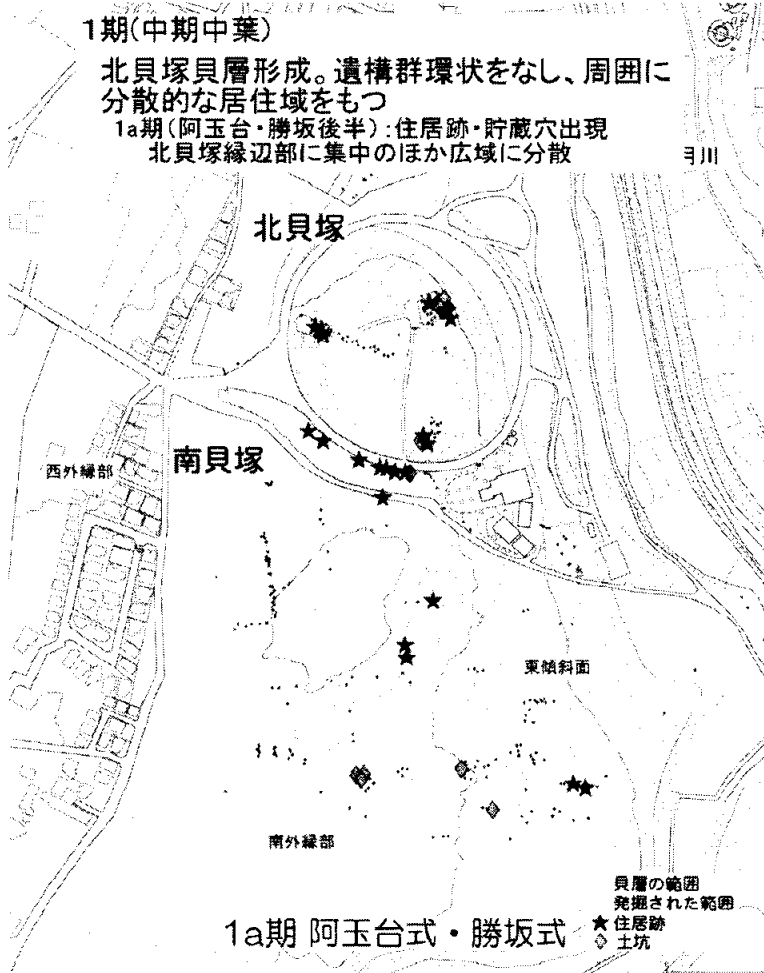 1期(中期中葉)
北貝塚貝層形成。遺構群環状をなし、周囲に
分散的な居住域をもつ
1a期(阿玉台・勝坂後半):住居跡・貯蔵穴出現
北貝塚縁辺部に集中のほか広域に分散
月川
北貝塚
西外縁部
南貝塚
東傾斜面
南外縁部
貝層の範囲
発掘された範囲
★住居跡
◇土坑
1a期 阿玉台式・勝坂式